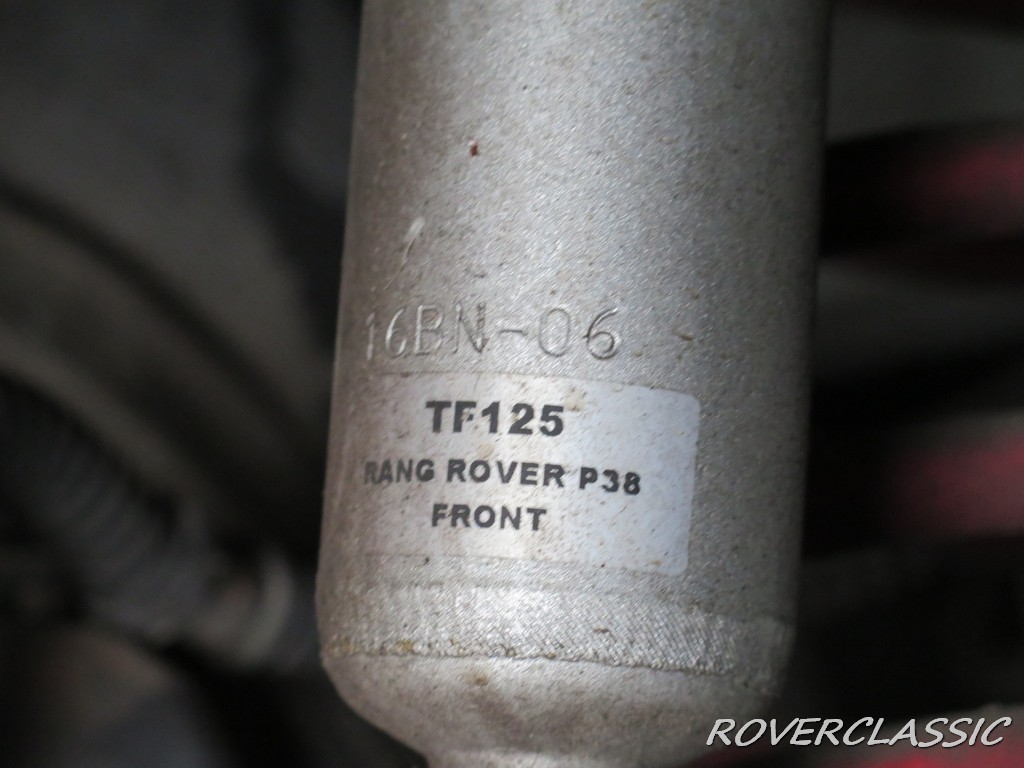 16BN-06
TF125
RANG ROVER P38
FRONT
ROVERCLASSIC